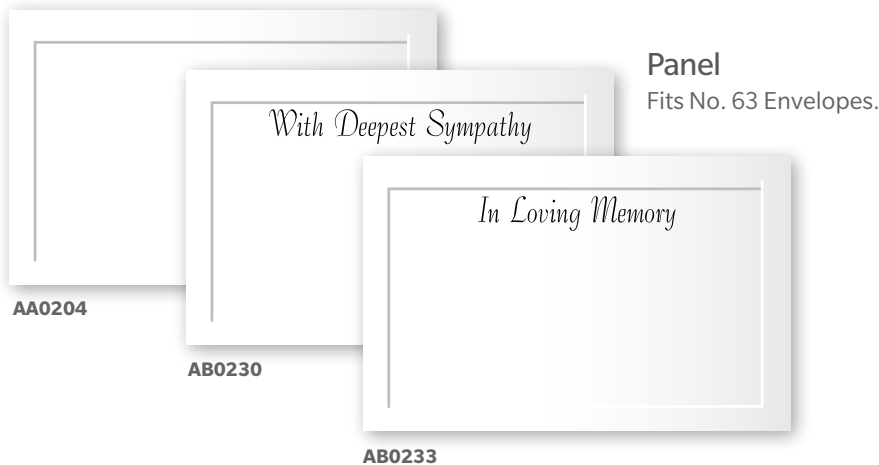 Panel
Fits No. 63 Envelopes.
With Deepest Sympathy
In Loving Memory
AA0204
AB0230
AB0233